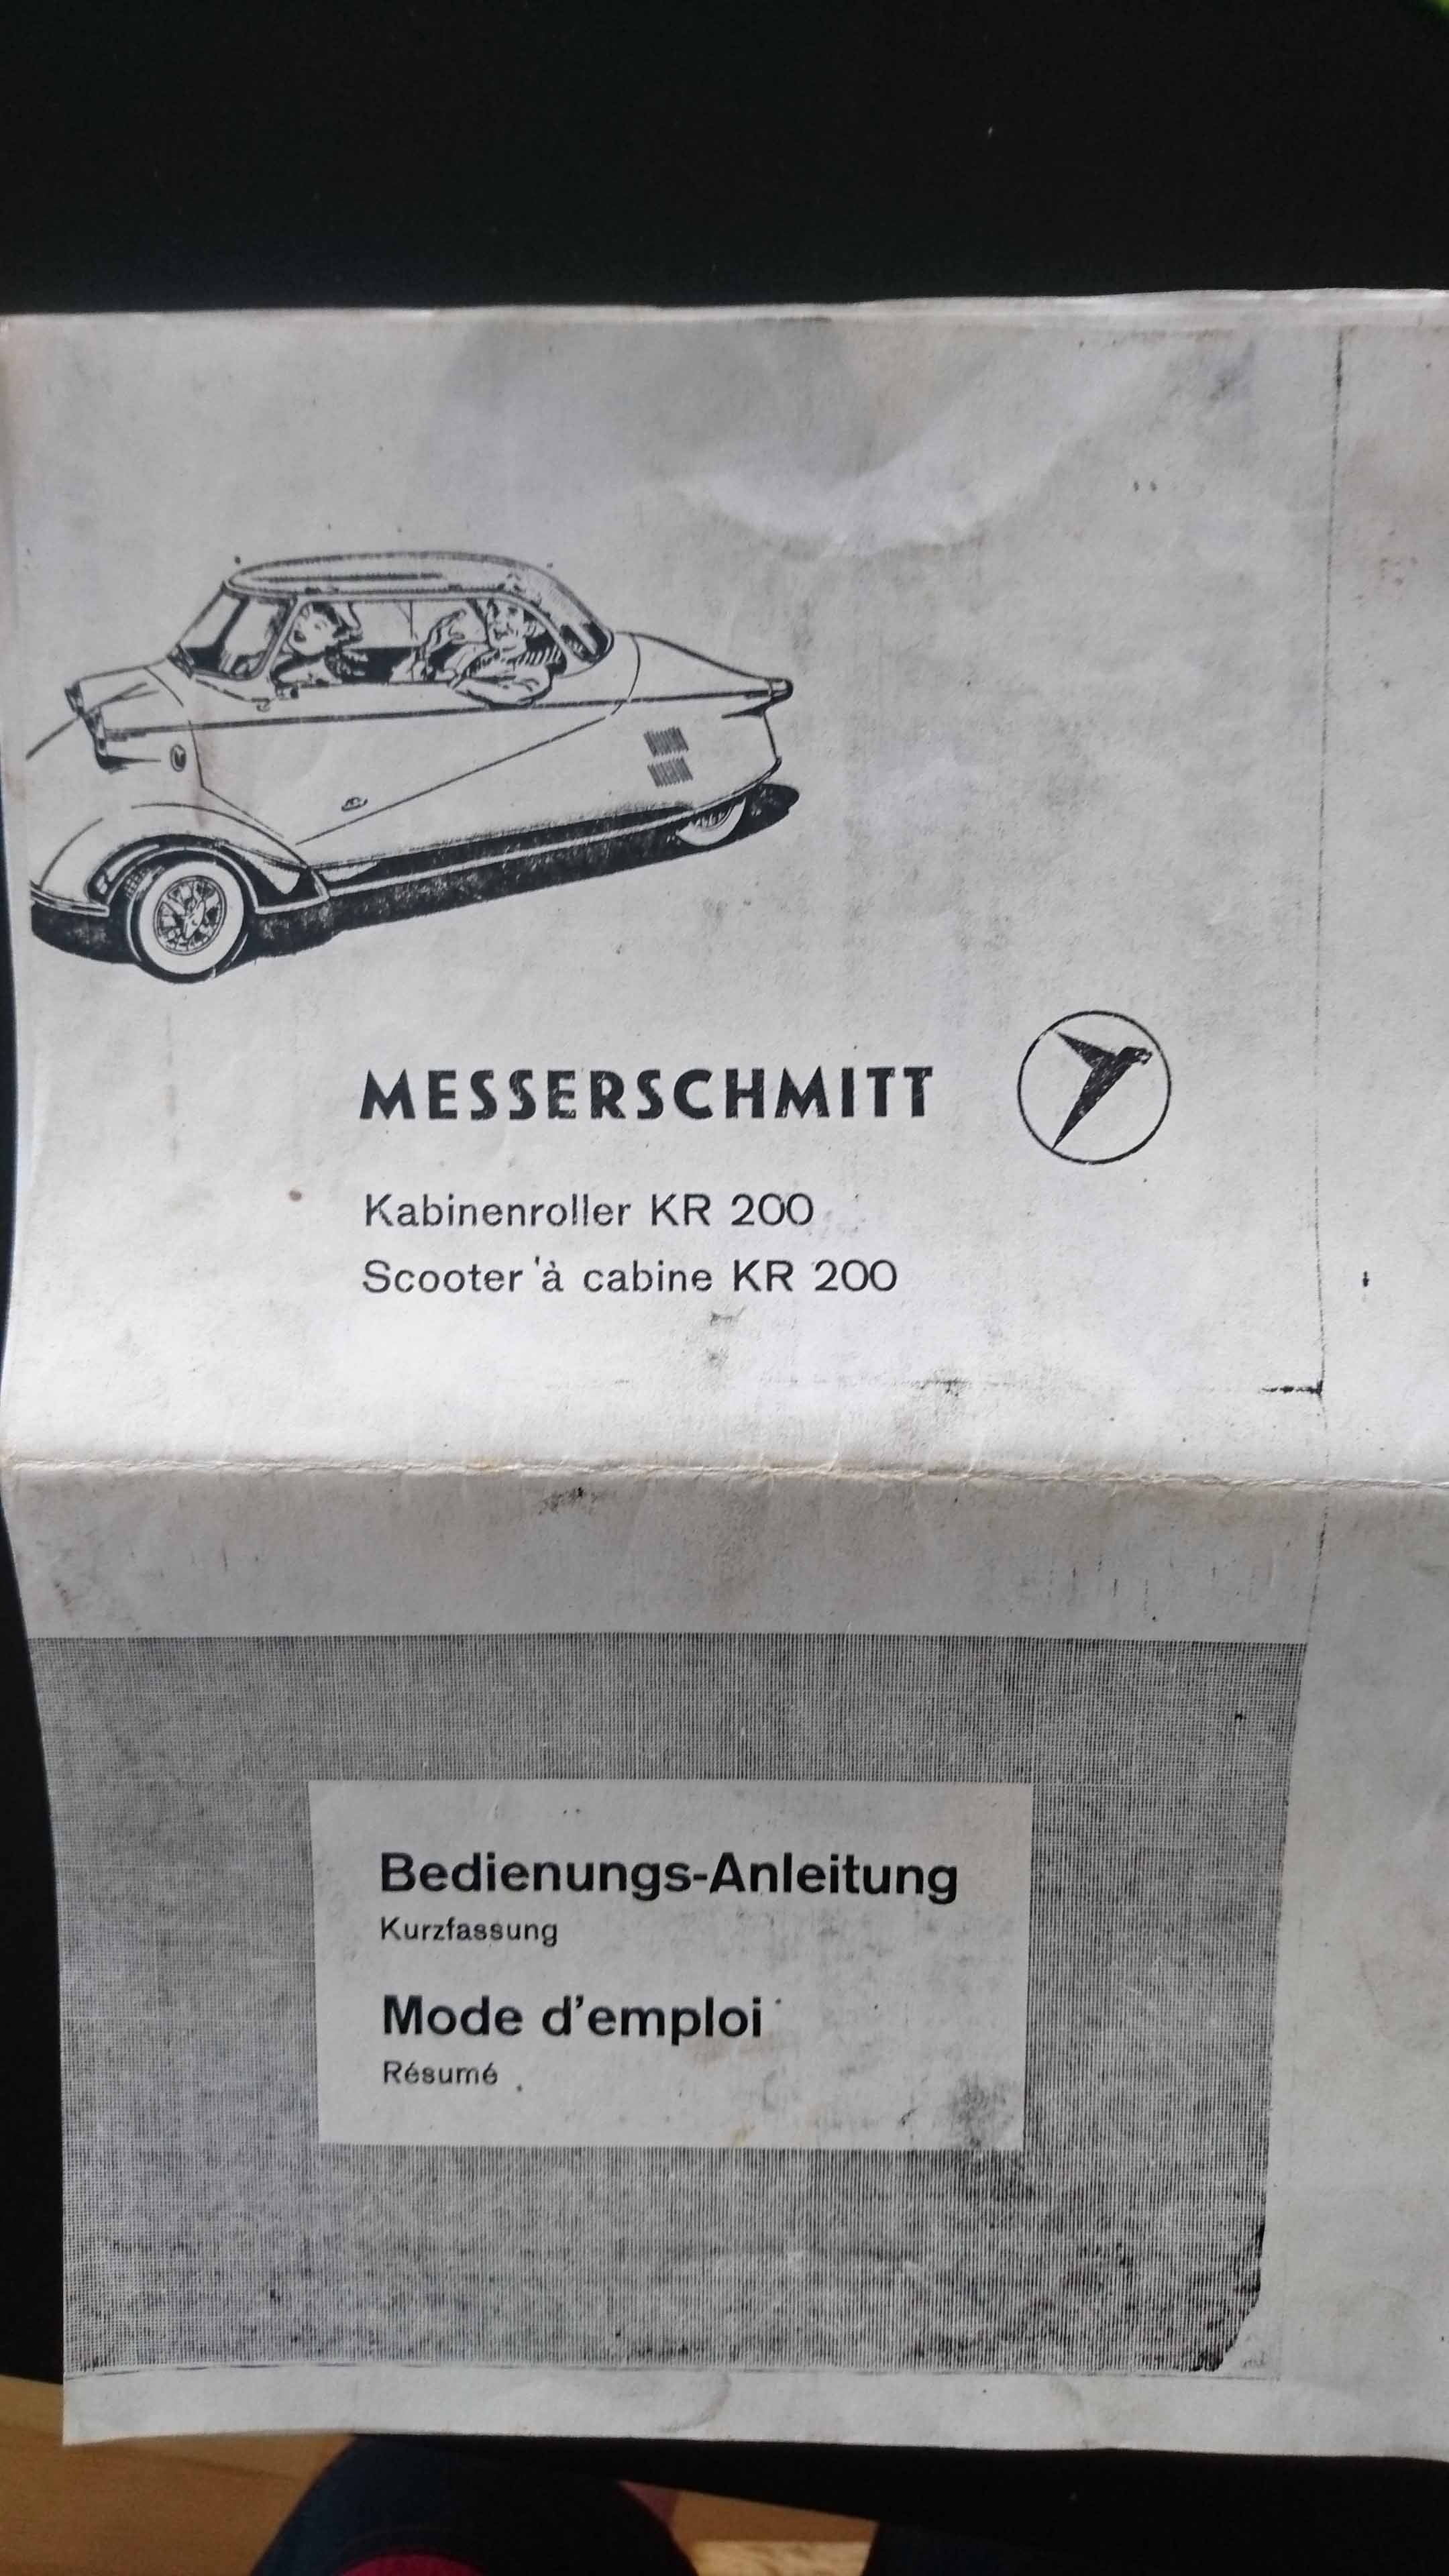 MESSERSCHMITT
Kabinenroller KR 200
Scooter à cabine KR 200
Bedienungs-Anleitung
Kurzfassung
Mode d'emploi
Résumé